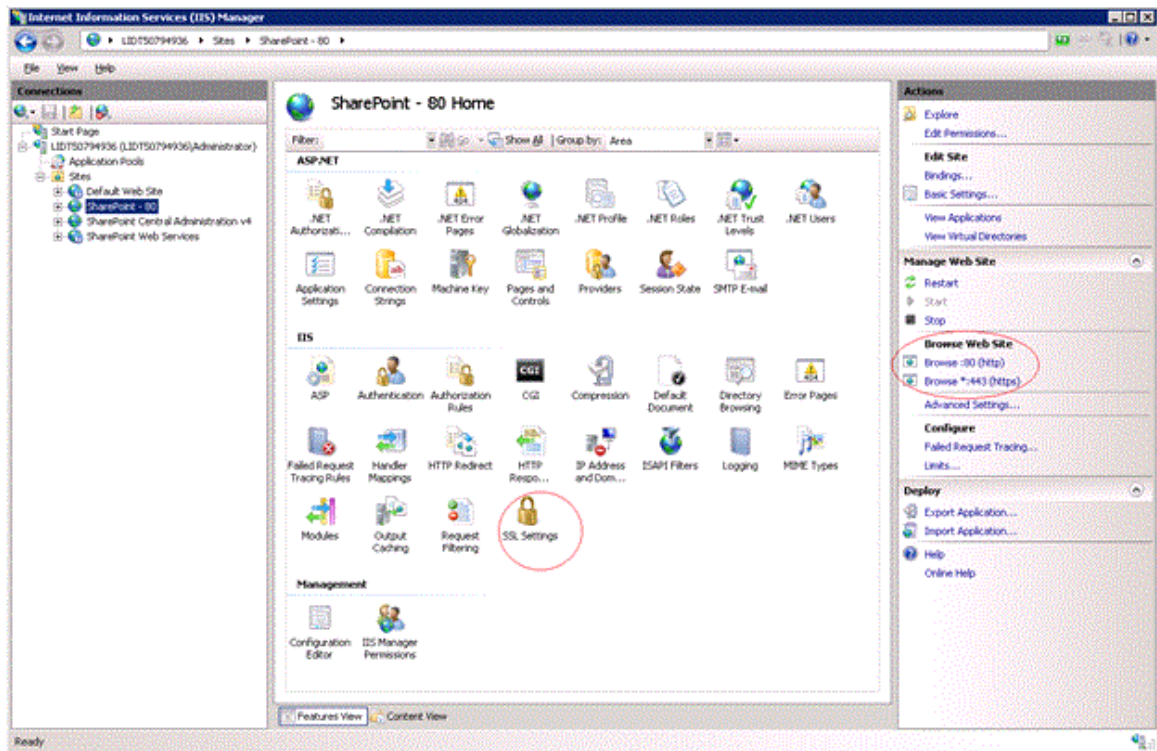 Internet Information Services (IIS) Manager
LIDT50794936 Sites SharePoint - 80
File View Help
Connections
Start Page
LIDT50794936 (LIDT50794936\Administrator)
Application Pools
Sites
Default Web Site
SharePoint - 80
SharePoint Central Administration v4
SharePoint Web Services
SharePoint - 80 Home
Filter: Go Show All Group by: Area
ASP.NET
.NET Authorizati...
.NET Compilation
.NET Error Pages
.NET Globalization
.NET Profile
.NET Roles
.NET Trust Levels
.NET Users
Application Settings
Connection Strings
Machine Key
Pages and Controls
Providers
Session State
SMTP E-mail
IIS
ASP
Authentication
Authorization Rules
CGI
CGI
Compression
Default Document
Directory Browsing
404
Error Pages
Failed Request Tracing Rules
Handler Mappings
HTTP Redirect
HTTP Respo...
IP Address and Dom...
ISAPI Filters
Logging
MIME Types
Modules
Output Caching
Request Filtering
SSL Settings
Management
Configuration Editor
IIS Manager Permissions
Features View Content View
Actions
Explore
Edit Permissions...
Edit Site
Bindings...
Basic Settings...
View Applications
View Virtual Directories
Manage Web Site
Restart
Start
Stop
Browse Web Site
Browse :80 (http)
Browse *:443 (https)
Advanced Settings...
Configure
Failed Request Tracing...
Limits...
Deploy
Export Application...
Import Application...
Help
Online Help
Ready